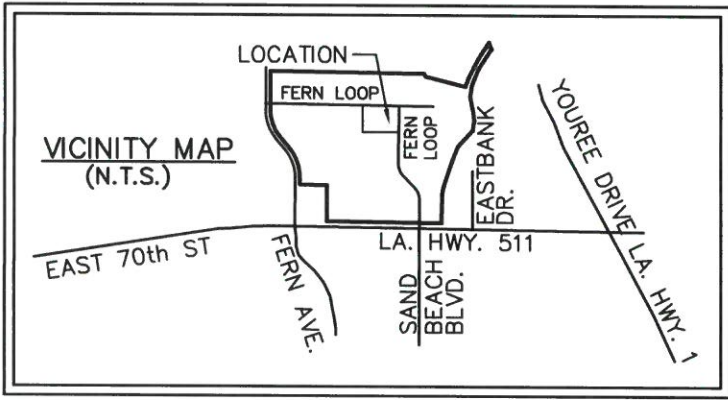 LOCATION
FERN LOOP
VICINITY MAP
(N.T.S.)
FERN
LOOP
EASTBANK
DR.
YOUREE DRIVE LA. HWY. 1
LA. HWY. 511
EAST 70th ST
FERN AVE.
SAND
BEACH
BLVD.